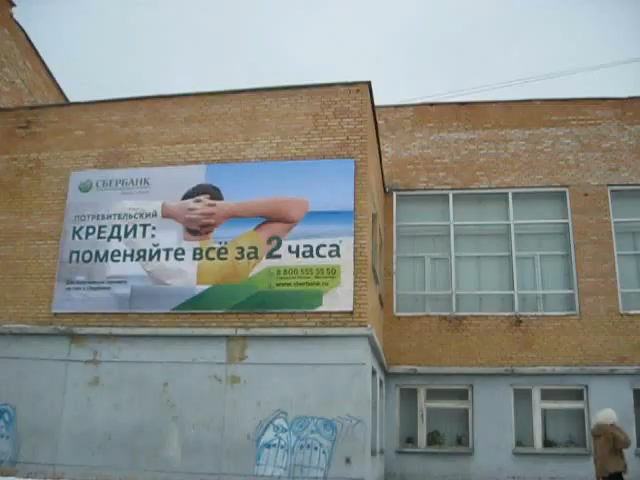 СБЕРБАНК
ПОТРЕБИТЕЛЬСКИЙ
КРЕДИТ:
поменяйте всё за 2 часа*
8 800 555 55 50
www.sberbank.ru